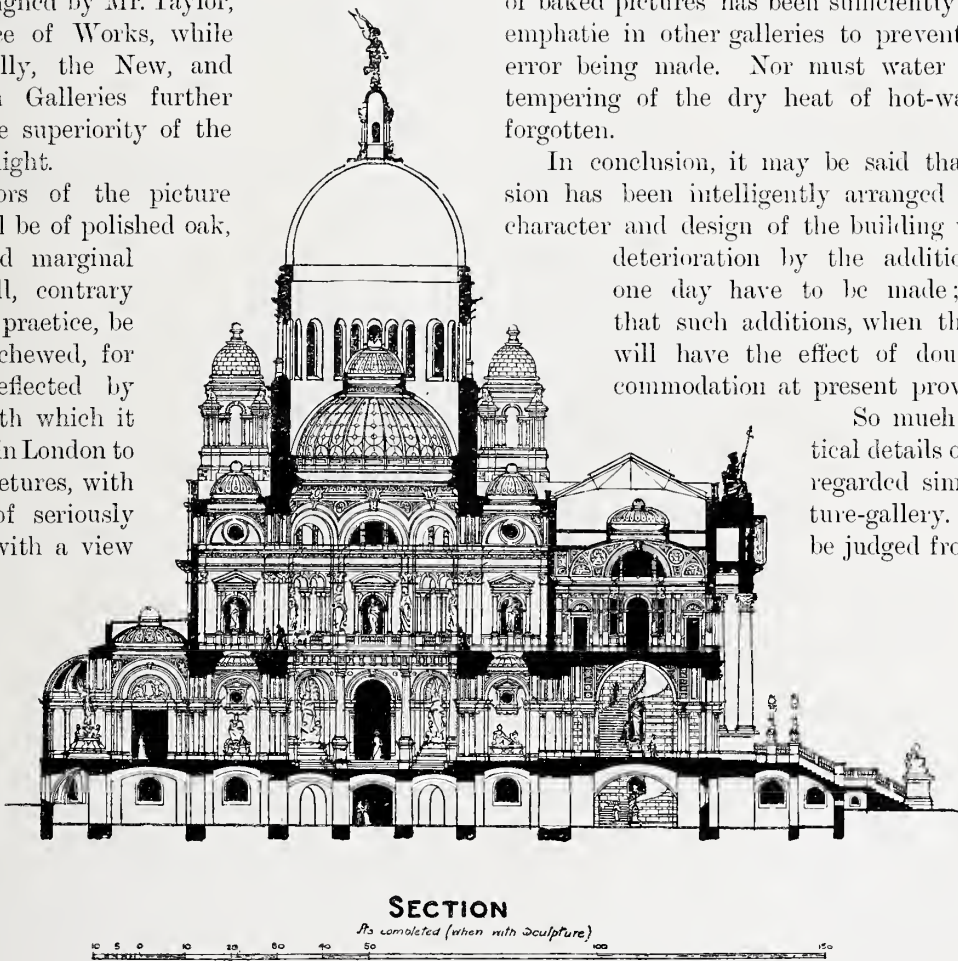 signed by Mr. Taylor,
ce of Works, while
lly, the New, and
Galleries further
e superiority of the
light.
ors of the picture
l be of polished oak,
d marginal
ll, contrary
praetice, be
chewed, for
eflected by
th which it
in London to
etures, with
of seriously
with a view
of baked pictures has been sufficiently
emphatie in other galleries to prevent
error being made. Nor must water
tempering of the dry heat of hot-wa
forgotten.
In conclusion, it may be said tha
sion has been intelligently arranged
character and design of the building
deterioration by the additio
one day have to be made;
that such additions, when th
will have the effect of dou
commodation at present prov
So mueh
tical details o
regarded sim
ture-gallery.
be judged fro
SECTION
As completed (when with Sculpture)
10 5 0 10 20 30 40 50 100 150